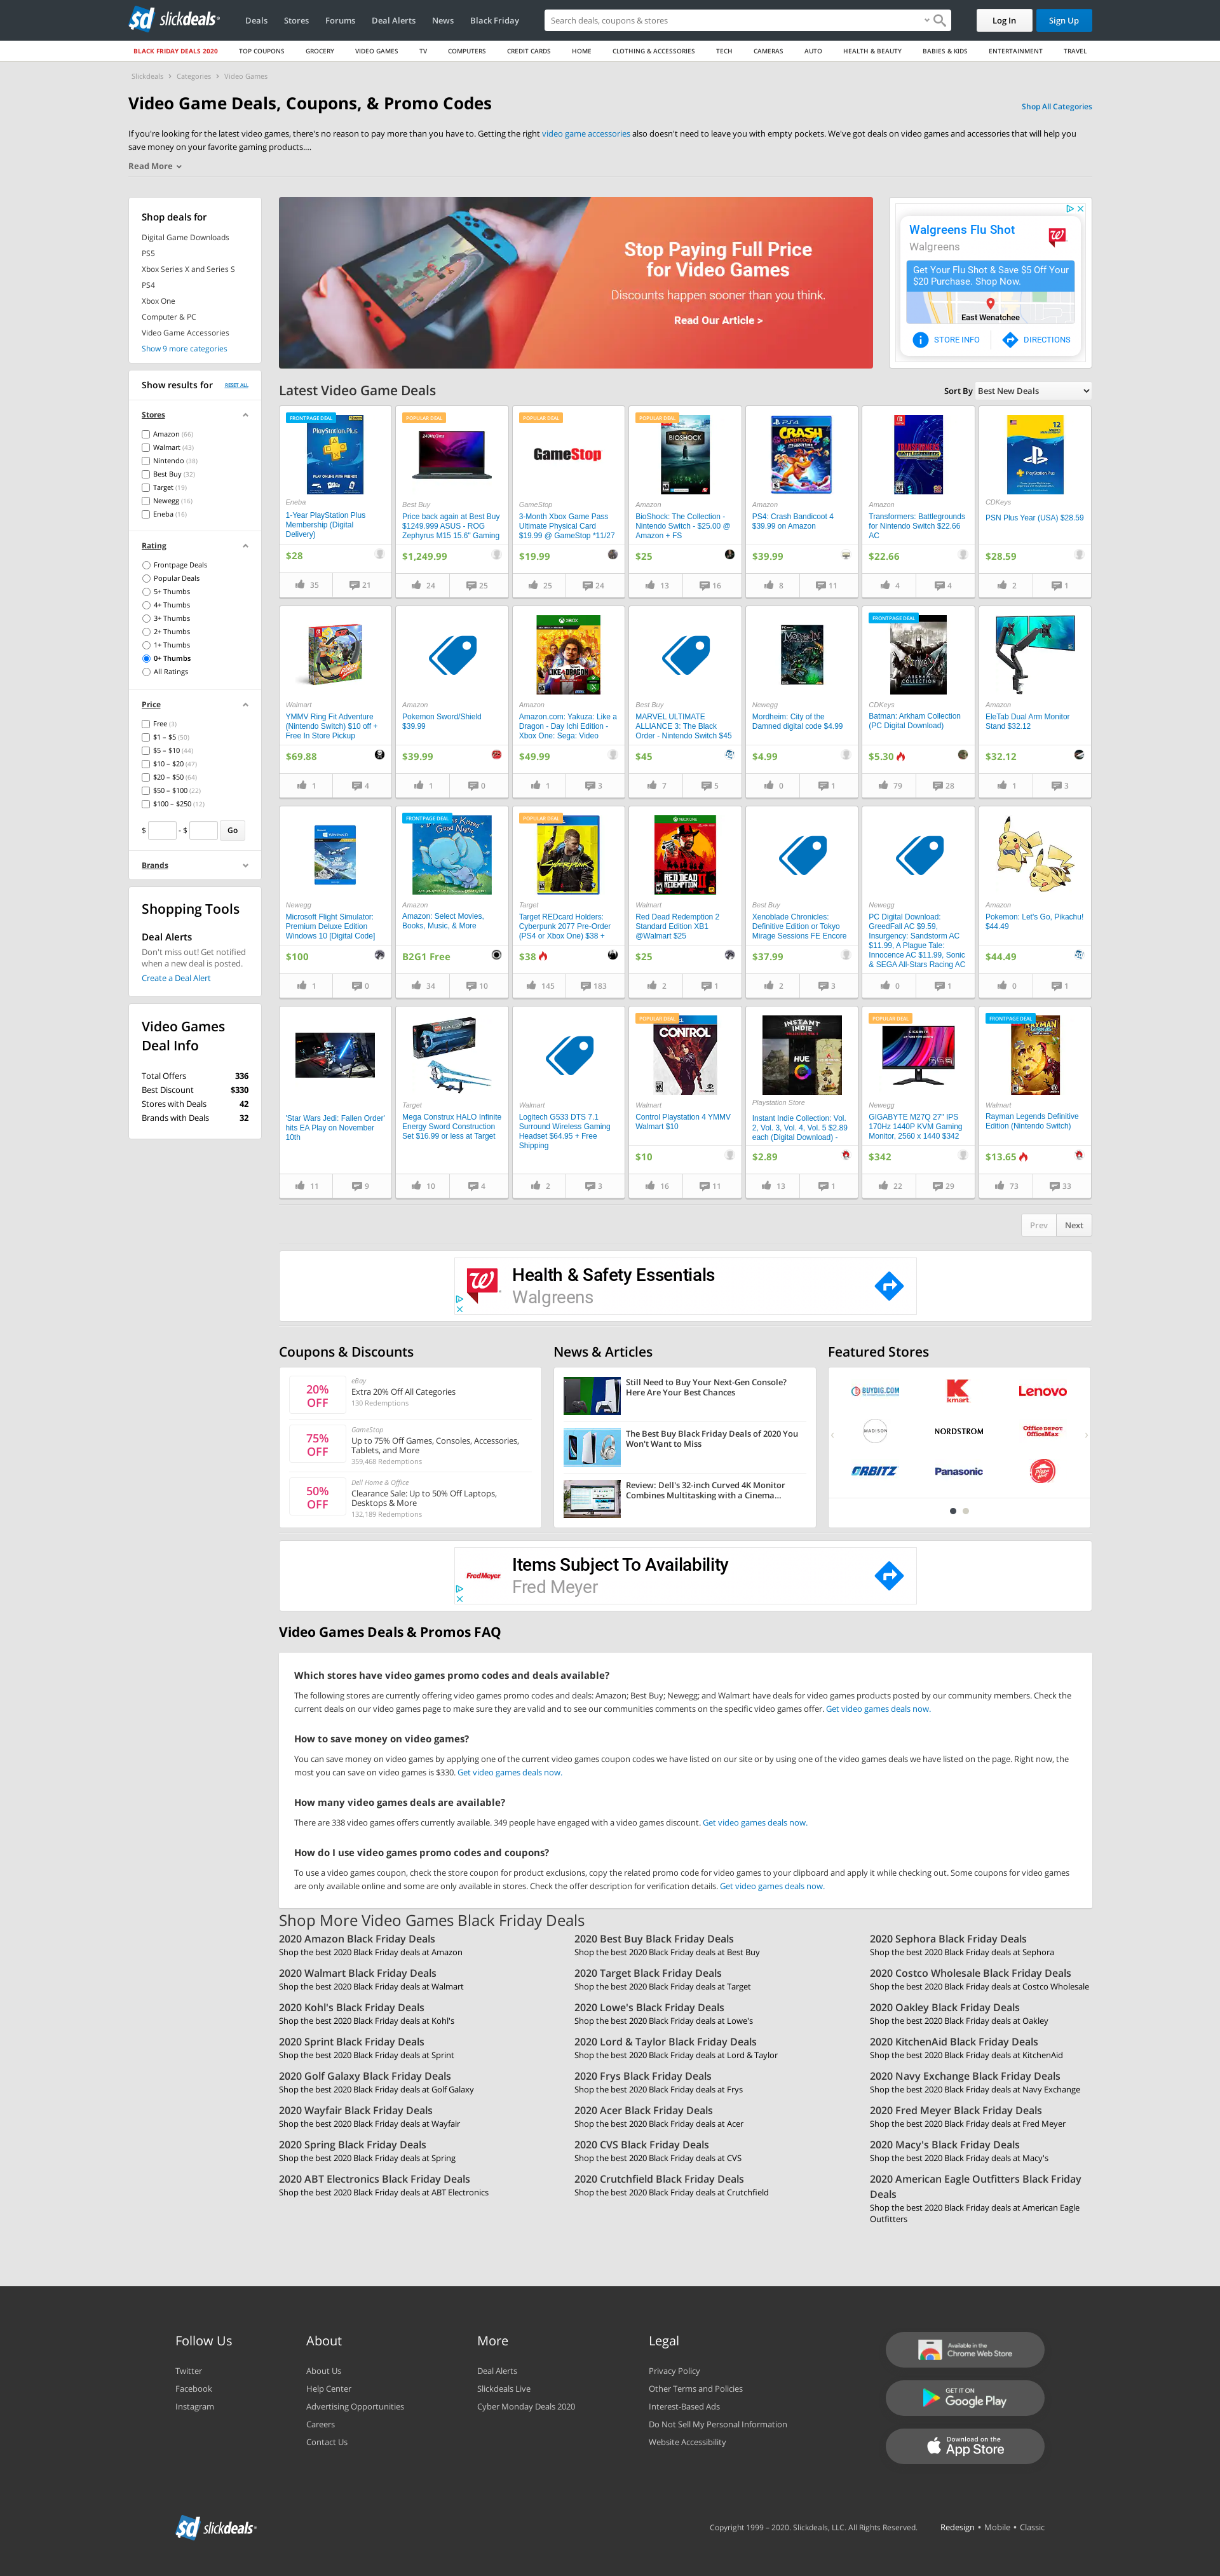 slickdeals
Deals Stores Forums Deal Alerts News Black Friday
Search deals, coupons & stores
Log In Sign Up
BLACK FRIDAY DEALS 2020 TOP COUPONS GROCERY VIDEO GAMES TV COMPUTERS CREDIT CARDS HOME CLOTHING & ACCESSORIES TECH CAMERAS AUTO HEALTH & BEAUTY BABIES & KIDS ENTERTAINMENT TRAVEL
Slickdeals › Categories › Video Games
Video Game Deals, Coupons, & Promo Codes
Shop All Categories
If you're looking for the latest video games, there's no reason to pay more than you have to. Getting the right video game accessories also doesn't need to leave you with empty pockets. We've got deals on video games and accessories that will help you
save money on your favorite gaming products....
Read More
Shop deals for
Digital Game Downloads
PS5
Xbox Series X and Series S
PS4
Xbox One
Computer & PC
Video Game Accessories
Show 9 more categories
Show results for RESET ALL
Stores
Amazon (66)
Walmart (43)
Nintendo (38)
Best Buy (32)
Target (19)
Newegg (16)
Eneba (16)
Rating
Frontpage Deals
Popular Deals
5+ Thumbs
4+ Thumbs
3+ Thumbs
2+ Thumbs
1+ Thumbs
0+ Thumbs
All Ratings
Price
Free (3)
$1 – $5 (50)
$5 – $10 (44)
$10 – $20 (47)
$20 – $50 (64)
$50 – $100 (22)
$100 – $250 (12)
$ - $ Go
Brands
Shopping Tools
Deal Alerts
Don't miss out! Get notified
when a new deal is posted.
Create a Deal Alert
Video Games
Deal Info
Total Offers 336
Best Discount $330
Stores with Deals 42
Brands with Deals 32
Stop Paying Full Price
for Video Games
Discounts happen sooner than you think.
Read Our Article >
Walgreens Flu Shot
Walgreens
Get Your Flu Shot & Save $5 Off Your
$20 Purchase. Shop Now.
East Wenatchee
STORE INFO DIRECTIONS
Latest Video Game Deals
Sort By Best New Deals
FRONTPAGE DEAL
PlayStation Plus
Eneba
1-Year PlayStation Plus
Membership (Digital
Delivery)
$28
35 21
POPULAR DEAL
Best Buy
Price back again at Best Buy
$1249.999 ASUS - ROG
Zephyrus M15 15.6" Gaming
$1,249.99
24 25
POPULAR DEAL
GameStop
GameStop
3-Month Xbox Game Pass
Ultimate Physical Card
$19.99 @ GameStop *11/27
$19.99
25 24
POPULAR DEAL
BIOSHOCK
Amazon
BioShock: The Collection -
Nintendo Switch - $25.00 @
Amazon + FS
$25
13 16
PS4
CRASH
Amazon
PS4: Crash Bandicoot 4
$39.99 on Amazon
$39.99
8 11
TRANSFORMERS
BATTLEGROUNDS
Amazon
Transformers: Battlegrounds
for Nintendo Switch $22.66
AC
$22.66
4 4
12
PlayStation Plus
CDKeys
PSN Plus Year (USA) $28.59
$28.59
2 1
Walmart
YMMV Ring Fit Adventure
(Nintendo Switch) $10 off +
Free In Store Pickup
$69.88
1 4
Amazon
Pokemon Sword/Shield
$39.99
$39.99
1 0
XBOX
LIKE A DRAGON
Amazon
Amazon.com: Yakuza: Like a
Dragon - Day Ichi Edition -
Xbox One: Sega: Video
$49.99
1 3
Best Buy
MARVEL ULTIMATE
ALLIANCE 3: The Black
Order - Nintendo Switch $45
$45
7 5
MORDHEIM
Newegg
Mordheim: City of the
Damned digital code $4.99
$4.99
0 1
FRONTPAGE DEAL
BATMAN
ARKHAM
COLLECTION
CDKeys
Batman: Arkham Collection
(PC Digital Download)
$5.30
79 28
Amazon
EleTab Dual Arm Monitor
Stand $32.12
$32.12
1 3
Newegg
Microsoft Flight Simulator:
Premium Deluxe Edition
Windows 10 [Digital Code]
$100
1 0
FRONTPAGE DEAL
Kissed
Good Night
Amazon
Amazon: Select Movies,
Books, Music, & More
B2G1 Free
34 10
POPULAR DEAL
Cyberpunk
Target
Target REDcard Holders:
Cyberpunk 2077 Pre-Order
(PS4 or Xbox One) $38 +
$38
145 183
XBOX ONE
RED DEAD
REDEMPTION II
Walmart
Red Dead Redemption 2
Standard Edition XB1
@Walmart $25
$25
2 1
Best Buy
Xenoblade Chronicles:
Definitive Edition or Tokyo
Mirage Sessions FE Encore
$37.99
2 3
Newegg
PC Digital Download:
GreedFall AC $9.59,
Insurgency: Sandstorm AC
$11.99, A Plague Tale:
Innocence AC $11.99, Sonic
& SEGA All-Stars Racing AC
0 1
Amazon
Pokemon: Let's Go, Pikachu!
$44.49
$44.49
0 1
'Star Wars Jedi: Fallen Order'
hits EA Play on November
10th
11 9
HALO
Target
Mega Construx HALO Infinite
Energy Sword Construction
Set $16.99 or less at Target
10 4
Walmart
Logitech G533 DTS 7.1
Surround Wireless Gaming
Headset $64.95 + Free
Shipping
2 3
POPULAR DEAL
CONTROL
Walmart
Control Playstation 4 YMMV
Walmart $10
$10
16 11
INSTANT
INDIE
HUE
Playstation Store
Instant Indie Collection: Vol.
2, Vol. 3, Vol. 4, Vol. 5 $2.89
each (Digital Download) -
$2.89
13 1
POPULAR DEAL
GIGABYTE
Newegg
GIGABYTE M27Q 27" IPS
170Hz 1440P KVM Gaming
Monitor, 2560 x 1440 $342
$342
22 29
FRONTPAGE DEAL
RAYMAN
LEGENDS
Walmart
Rayman Legends Definitive
Edition (Nintendo Switch)
$13.65
73 33
Prev Next
Health & Safety Essentials
Walgreens
Coupons & Discounts
20%
OFF
eBay
Extra 20% Off All Categories
130 Redemptions
75%
OFF
GameStop
Up to 75% Off Games, Consoles, Accessories,
Tablets, and More
359,468 Redemptions
50%
OFF
Dell Home & Office
Clearance Sale: Up to 50% Off Laptops,
Desktops & More
132,189 Redemptions
News & Articles
Still Need to Buy Your Next-Gen Console?
Here Are Your Best Chances
The Best Buy Black Friday Deals of 2020 You
Won't Want to Miss
Review: Dell's 32-inch Curved 4K Monitor
Combines Multitasking with a Cinema...
Featured Stores
BUYDIG.COM kmart Lenovo
MADISON NORDSTROM Office DEPOT
OfficeMax
ORBITZ Panasonic Pizza Hut
FredMeyer
Items Subject To Availability
Fred Meyer
Video Games Deals & Promos FAQ
Which stores have video games promo codes and deals available?
The following stores are currently offering video games promo codes and deals: Amazon; Best Buy; Newegg; and Walmart have deals for video games products posted by our community members. Check the
current deals on our video games page to make sure they are valid and to see our communities comments on the specific video games offer. Get video games deals now.
How to save money on video games?
You can save money on video games by applying one of the current video games coupon codes we have listed on our site or by using one of the video games deals we have listed on the page. Right now, the
most you can save on video games is $330. Get video games deals now.
How many video games deals are available?
There are 338 video games offers currently available. 349 people have engaged with a video games discount. Get video games deals now.
How do I use video games promo codes and coupons?
To use a video games coupon, check the store coupon for product exclusions, copy the related promo code for video games to your clipboard and apply it while checking out. Some coupons for video games
are only available online and some are only available in stores. Check the offer description for verification details. Get video games deals now.
Shop More Video Games Black Friday Deals
2020 Amazon Black Friday Deals
Shop the best 2020 Black Friday deals at Amazon
2020 Best Buy Black Friday Deals
Shop the best 2020 Black Friday deals at Best Buy
2020 Sephora Black Friday Deals
Shop the best 2020 Black Friday deals at Sephora
2020 Walmart Black Friday Deals
Shop the best 2020 Black Friday deals at Walmart
2020 Target Black Friday Deals
Shop the best 2020 Black Friday deals at Target
2020 Costco Wholesale Black Friday Deals
Shop the best 2020 Black Friday deals at Costco Wholesale
2020 Kohl's Black Friday Deals
Shop the best 2020 Black Friday deals at Kohl's
2020 Lowe's Black Friday Deals
Shop the best 2020 Black Friday deals at Lowe's
2020 Oakley Black Friday Deals
Shop the best 2020 Black Friday deals at Oakley
2020 Sprint Black Friday Deals
Shop the best 2020 Black Friday deals at Sprint
2020 Lord & Taylor Black Friday Deals
Shop the best 2020 Black Friday deals at Lord & Taylor
2020 KitchenAid Black Friday Deals
Shop the best 2020 Black Friday deals at KitchenAid
2020 Golf Galaxy Black Friday Deals
Shop the best 2020 Black Friday deals at Golf Galaxy
2020 Frys Black Friday Deals
Shop the best 2020 Black Friday deals at Frys
2020 Navy Exchange Black Friday Deals
Shop the best 2020 Black Friday deals at Navy Exchange
2020 Wayfair Black Friday Deals
Shop the best 2020 Black Friday deals at Wayfair
2020 Acer Black Friday Deals
Shop the best 2020 Black Friday deals at Acer
2020 Fred Meyer Black Friday Deals
Shop the best 2020 Black Friday deals at Fred Meyer
2020 Spring Black Friday Deals
Shop the best 2020 Black Friday deals at Spring
2020 CVS Black Friday Deals
Shop the best 2020 Black Friday deals at CVS
2020 Macy's Black Friday Deals
Shop the best 2020 Black Friday deals at Macy's
2020 ABT Electronics Black Friday Deals
Shop the best 2020 Black Friday deals at ABT Electronics
2020 Crutchfield Black Friday Deals
Shop the best 2020 Black Friday deals at Crutchfield
2020 American Eagle Outfitters Black Friday
Deals
Shop the best 2020 Black Friday deals at American Eagle
Outfitters
Follow Us
Twitter
Facebook
Instagram
About
About Us
Help Center
Advertising Opportunities
Careers
Contact Us
More
Deal Alerts
Slickdeals Live
Cyber Monday Deals 2020
Legal
Privacy Policy
Other Terms and Policies
Interest-Based Ads
Do Not Sell My Personal Information
Website Accessibility
Available in the
Chrome Web Store
GET IT ON
Google Play
Download on the
App Store
slickdeals
Copyright 1999 – 2020. Slickdeals, LLC. All Rights Reserved. Redesign • Mobile • Classic